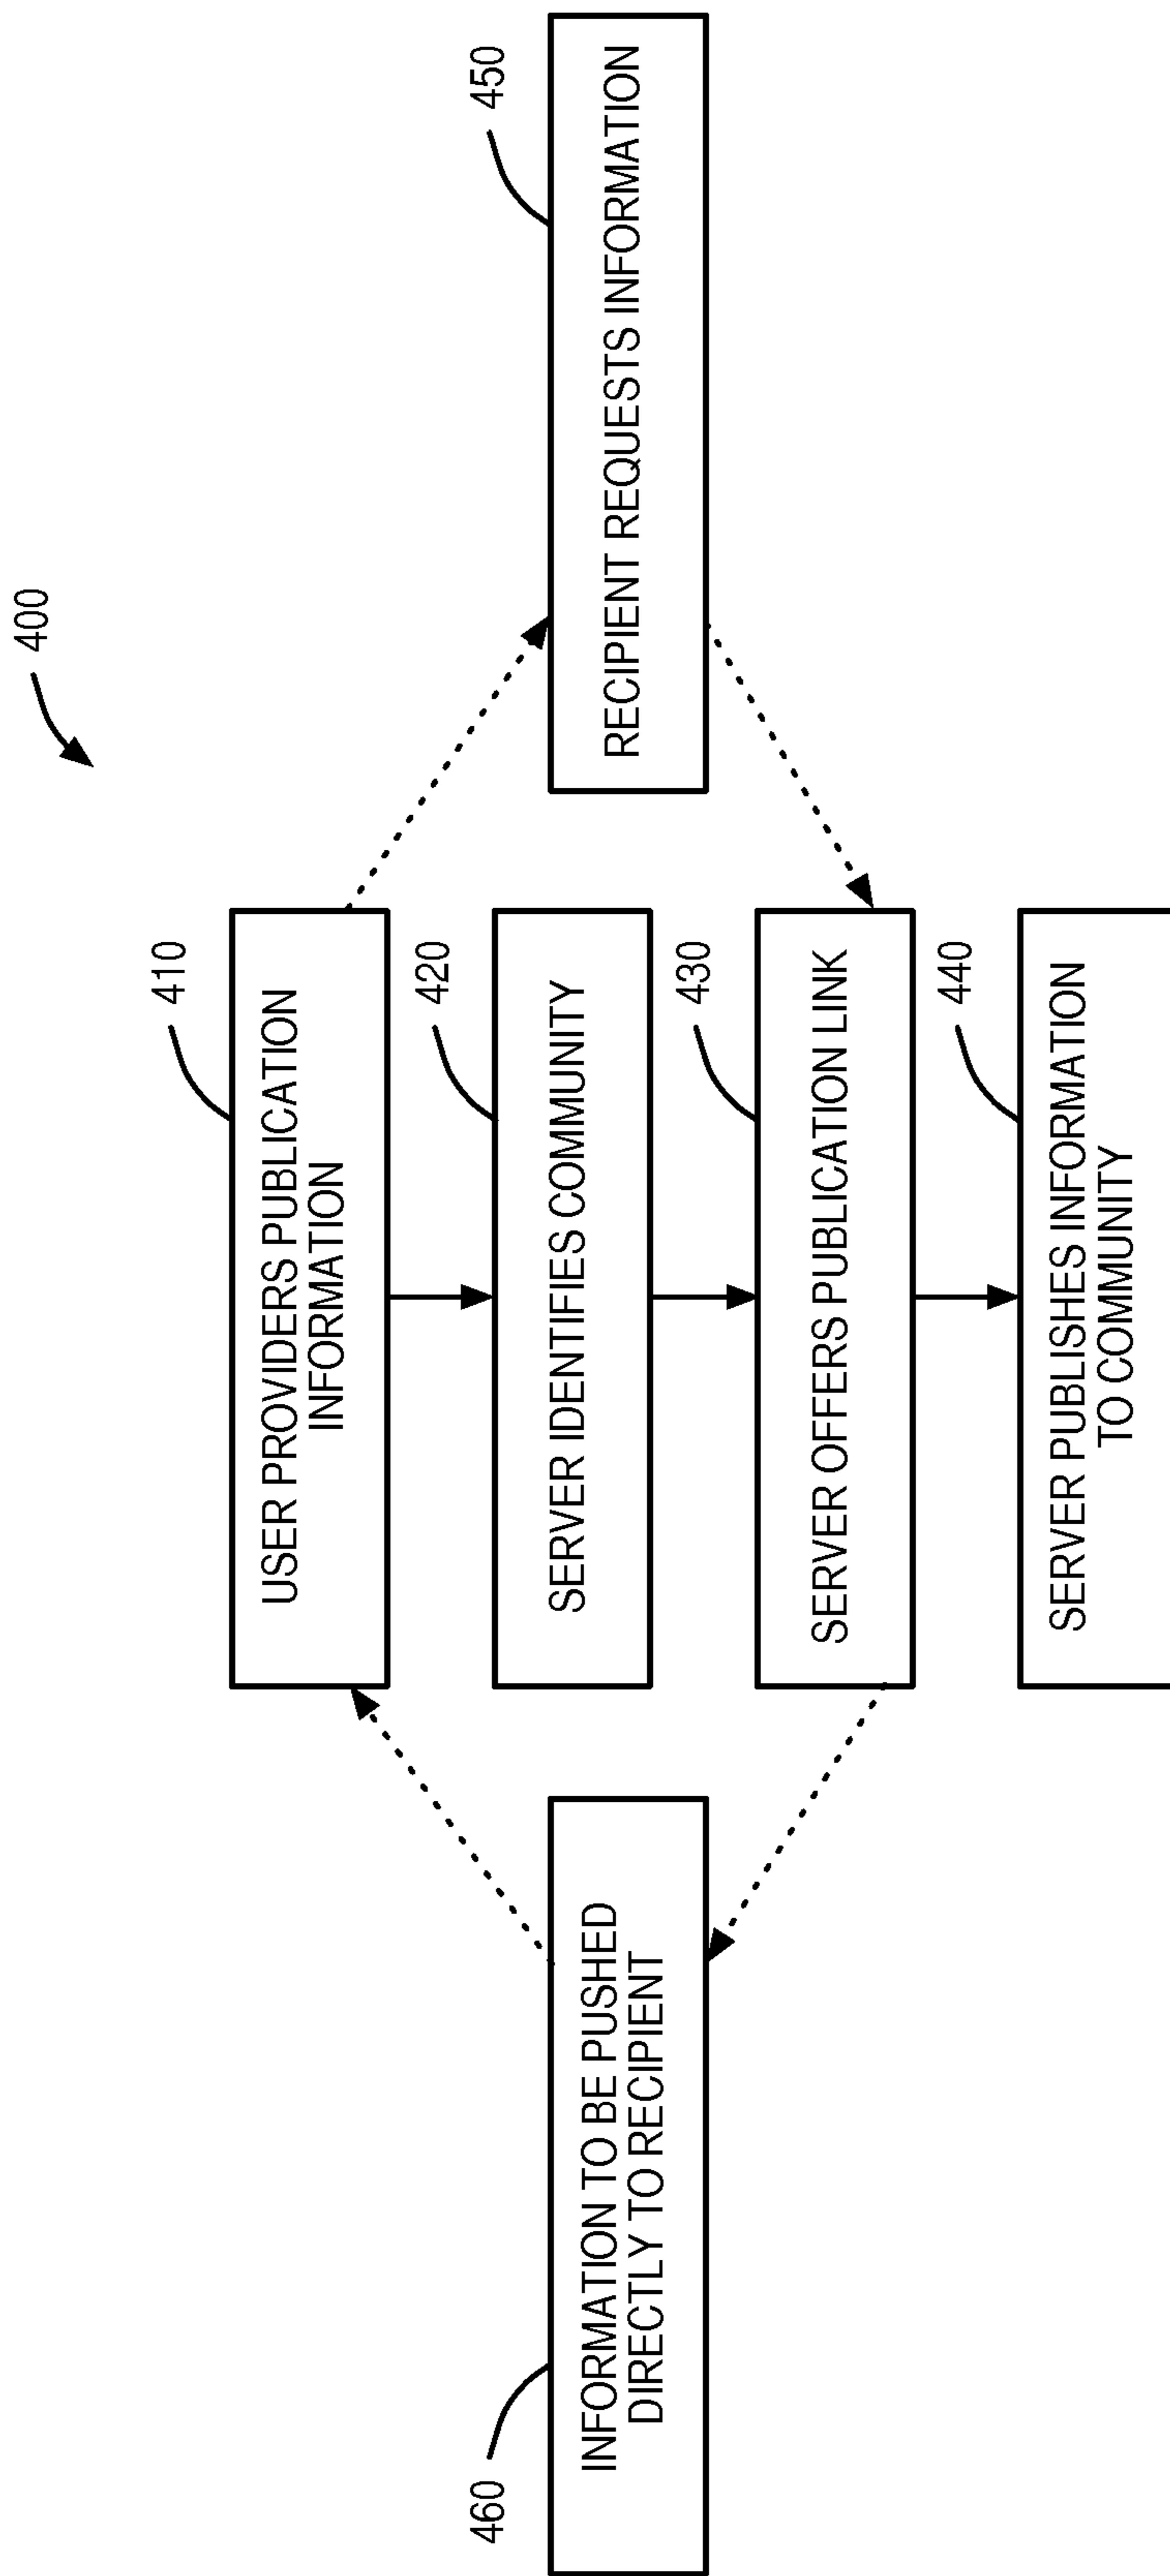 400
410
USER PROVIDERS PUBLICATION
INFORMATION
420
SERVER IDENTIFIES COMMUNITY
460
INFORMATION TO BE PUSHED
DIRECTLY TO RECIPIENT
450
RECIPIENT REQUESTS INFORMATION
430
SERVER OFFERS PUBLICATION LINK
440
SERVER PUBLISHES INFORMATION
TO COMMUNITY